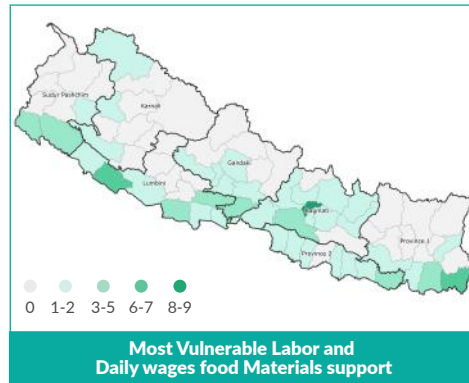 Sudur Pashchim
Karnali
Gandaki
Lumbini
Bagmati
Province 1
Province 2
0 1-2 3-5 6-7 8-9
Most Vulnerable Labor and
Daily wages food Materials support